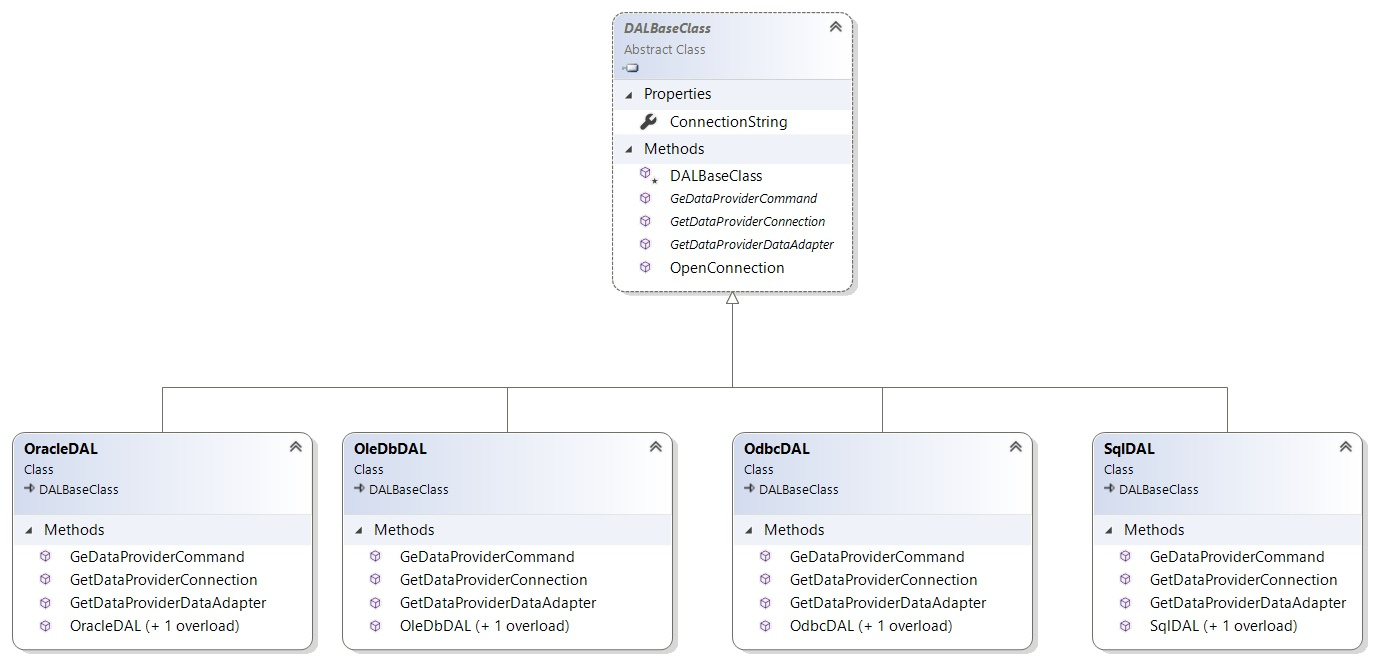 DALBaseClass
Abstract Class
Properties
ConnectionString
Methods
DALBaseClass
GeDataProviderCommand
GetDataProviderConnection
GetDataProviderDataAdapter
OpenConnection
OracleDAL
Class
DALBaseClass
Methods
GeDataProviderCommand
GetDataProviderConnection
GetDataProviderDataAdapter
OracleDAL (+ 1 overload)
OleDbDAL
Class
DALBaseClass
Methods
GeDataProviderCommand
GetDataProviderConnection
GetDataProviderDataAdapter
OleDbDAL (+ 1 overload)
OdbcDAL
Class
DALBaseClass
Methods
GeDataProviderCommand
GetDataProviderConnection
GetDataProviderDataAdapter
OdbcDAL (+ 1 overload)
SqlDAL
Class
DALBaseClass
Methods
GeDataProviderCommand
GetDataProviderConnection
GetDataProviderDataAdapter
SqlDAL (+ 1 overload)